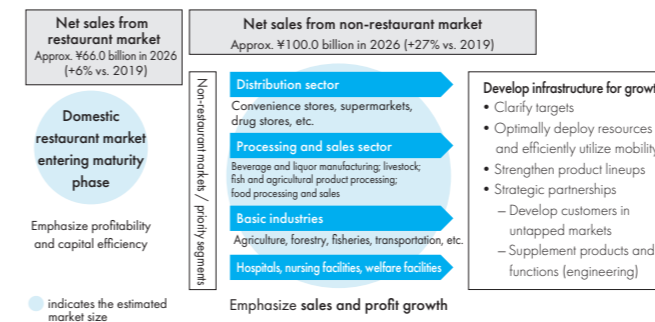 Net sales from
restaurant market
Approx. ¥66.0 billion in 2026
(+6% vs. 2019)
Net sales from non-restaurant market
Approx. ¥100.0 billion in 2026 (+27% vs. 2019)
Domestic
restaurant market
entering maturity
phase
Emphasize profitability
and capital efficiency
indicates the estimated
market size
Non-restaurant markets / priority segments
Distribution sector
Convenience stores, supermarkets,
drug stores, etc.
Processing and sales sector
Beverage and liquor manufacturing; livestock;
fish and agricultural product processing;
food processing and sales
Basic industries
Agriculture, forestry, fisheries, transportation, etc.
Hospitals, nursing facilities, welfare facilities
Emphasize sales and profit growth
Develop infrastructure for growt
• Clarify targets
• Optimally deploy resources
and efficiently utilize mobility
• Strengthen product lineups
• Strategic partnerships
– Develop customers in
untapped markets
– Supplement products and
functions (engineering)